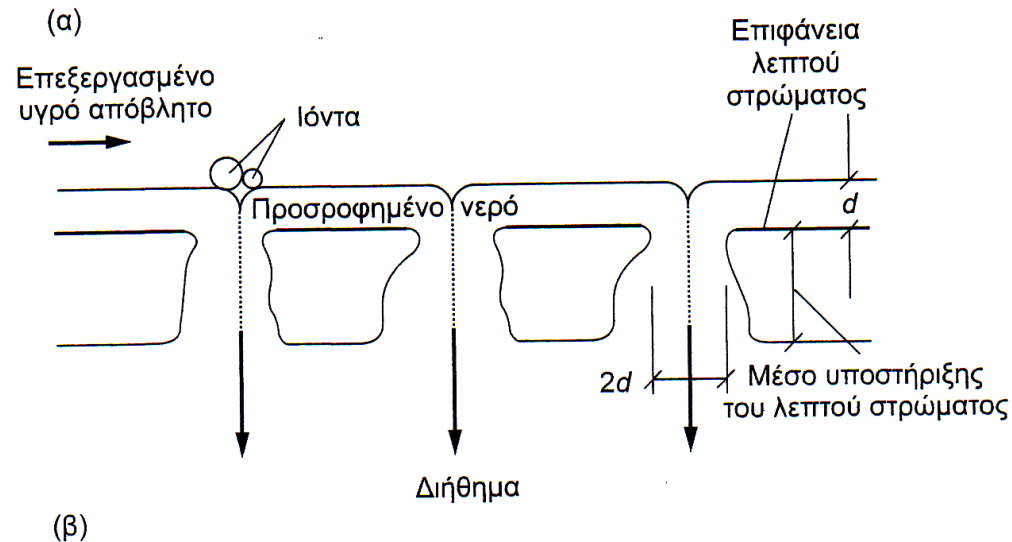 (α)
Επιφάνεια
λεπτού
στρώματος
Επεξεργασμένο
υγρό απόβλητο
Ιόντα
Προσροφημένο νερό
d
2d
Μέσο υποστήριξης
του λεπτού στρώματος
Διήθημα
(β)